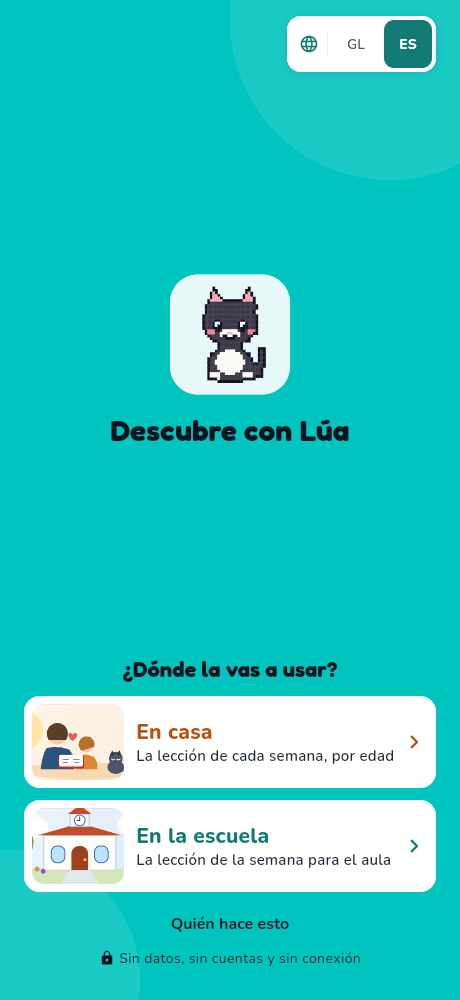 GL
ES
Descubre con Lúa
¿Dónde la vas a usar?
En casa
La lección de cada semana, por edad
En la escuela
La lección de la semana para el aula
Quién hace esto
Sin datos, sin cuentas y sin conexión